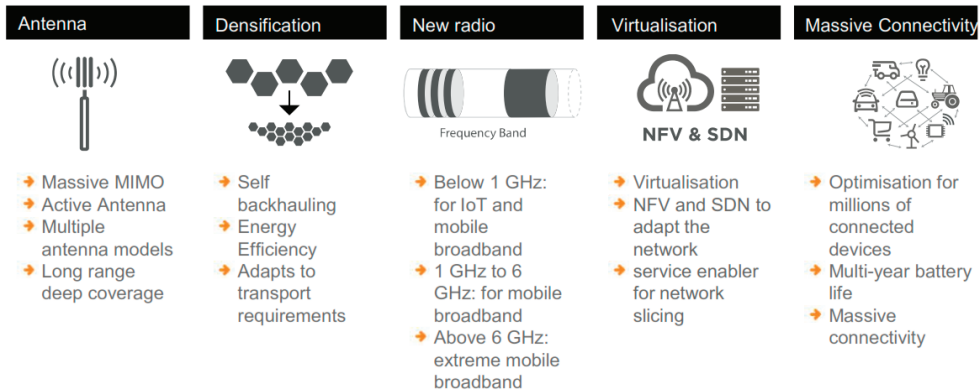 Antenna
Densification
New radio
Virtualisation
Massive Connectivity
Frequency Band
NFV & SDN
Massive MIMO
Active Antenna
Multiple
antenna models
Long range
deep coverage
Self
backhauling
Energy
Efficiency
Adapts to
transport
requirements
Below 1 GHz:
for IoT and
mobile
broadband
1 GHz to 6
GHz: for mobile
broadband
Above 6 GHz:
extreme mobile
broadband
Virtualisation
NFV and SDN to
adapt the
network
service enabler
for network
slicing
Optimisation for
millions of
connected
devices
Multi-year battery
life
Massive
connectivity